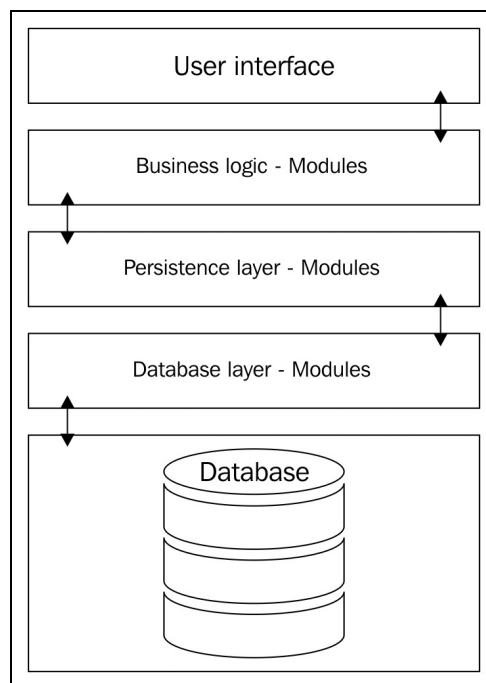 User interface
Business logic - Modules
Persistence layer - Modules
Database layer - Modules
Database